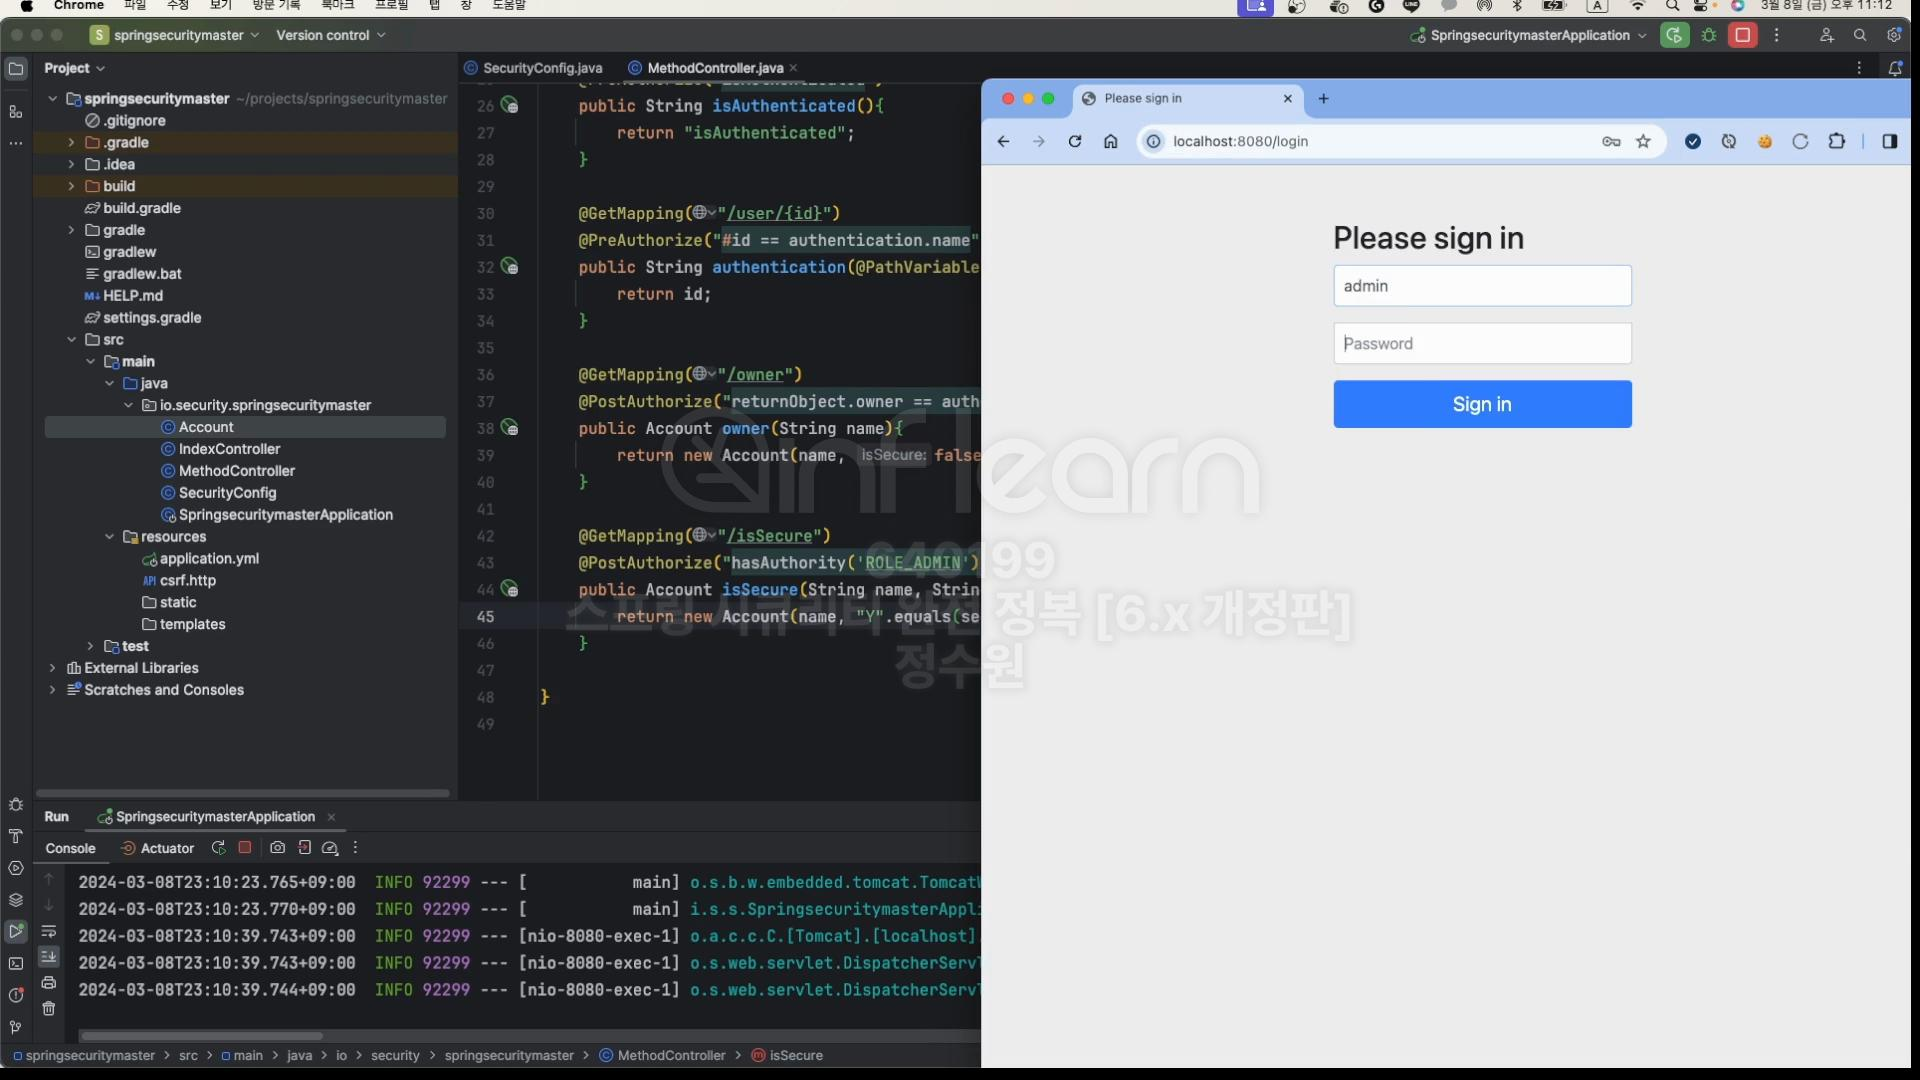 Chrome 파일 수정 보기 방문 기록 북마크 프로필 탭 창 도움말
3월 8일 (금) 오후 11:12
springsecuritymaster Version control
SpringsecuritymasterApplication
Project
springsecuritymaster ~/projects/springsecuritymaster
.gitignore
.gradle
.idea
build
build.gradle
gradle
gradlew
gradlew.bat
HELP.md
settings.gradle
src
main
java
io.security.springsecuritymaster
Account
IndexController
MethodController
SecurityConfig
SpringsecuritymasterApplication
resources
application.yml
csrf.http
static
templates
test
External Libraries
Scratches and Consoles
SecurityConfig.java MethodController.java
26 public String isAuthenticated(){
27 return "isAuthenticated";
28 }
29
30 @GetMapping("/user/{id}")
31 @PreAuthorize("#id == authentication.name"
32 public String authentication(@PathVariable
33 return id;
34 }
35
36 @GetMapping("/owner")
37 @PostAuthorize("returnObject.owner == auth
38 public Account owner(String name){
39 return new Account(name, isSecure: false
40 }
41
42 @GetMapping("/isSecure")
43 @PostAuthorize("hasAuthority('ROLE_ADMIN')
44 public Account isSecure(String name, Strin
45 return new Account(name, "Y".equals(se
46 }
47
48 }
49
Please sign in
localhost:8080/login
Please sign in
admin
Password
Sign in
inflearn
640199
스프링 시큐리티 완전 정복 [6.x 개정판]
정수원
Run SpringsecuritymasterApplication
Console Actuator
2024-03-08T23:10:23.765+09:00 INFO 92299 --- [ main] o.s.b.w.embedded.tomcat.TomcatW
2024-03-08T23:10:23.770+09:00 INFO 92299 --- [ main] i.s.s.SpringsecuritymasterAppli
2024-03-08T23:10:39.743+09:00 INFO 92299 --- [nio-8080-exec-1] o.a.c.c.C.[Tomcat].[localhost]
2024-03-08T23:10:39.743+09:00 INFO 92299 --- [nio-8080-exec-1] o.s.web.servlet.DispatcherServl
2024-03-08T23:10:39.744+09:00 INFO 92299 --- [nio-8080-exec-1] o.s.web.servlet.DispatcherServl
springsecuritymaster > src > main > java > io > security > springsecuritymaster > MethodController > isSecure